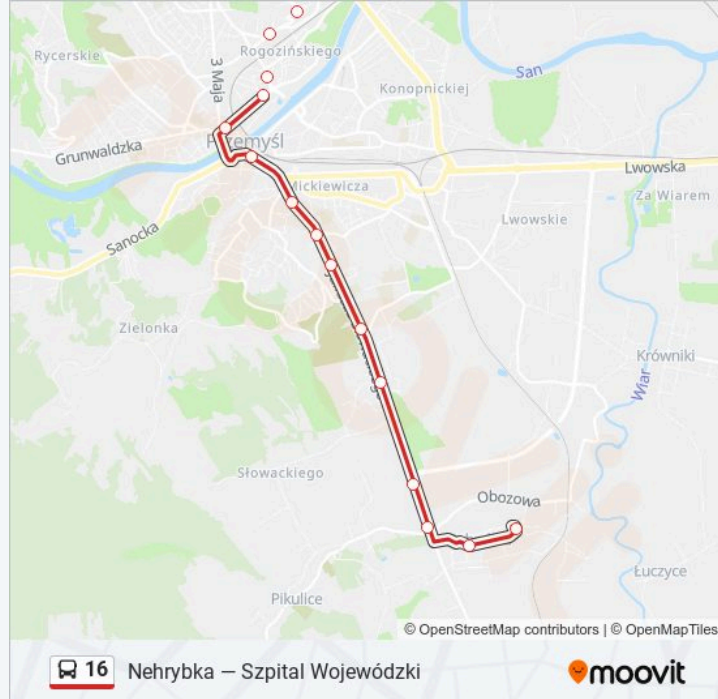 Rycerskie
Rogozińskiego
3 Maja
San
Konopnickiej
Przemyśl
Grunwaldzka
Mickiewicza
Lwowska
Za Wiarem
Lwowskie
Sanocka
Zielonka
Krówniki
Wiar
Słowackiego
Obozowa
Łuczyce
Pikulice
© OpenStreetMap contributors | © OpenMapTiles
16 Nehrybka — Szpital Wojewódzki
moovit